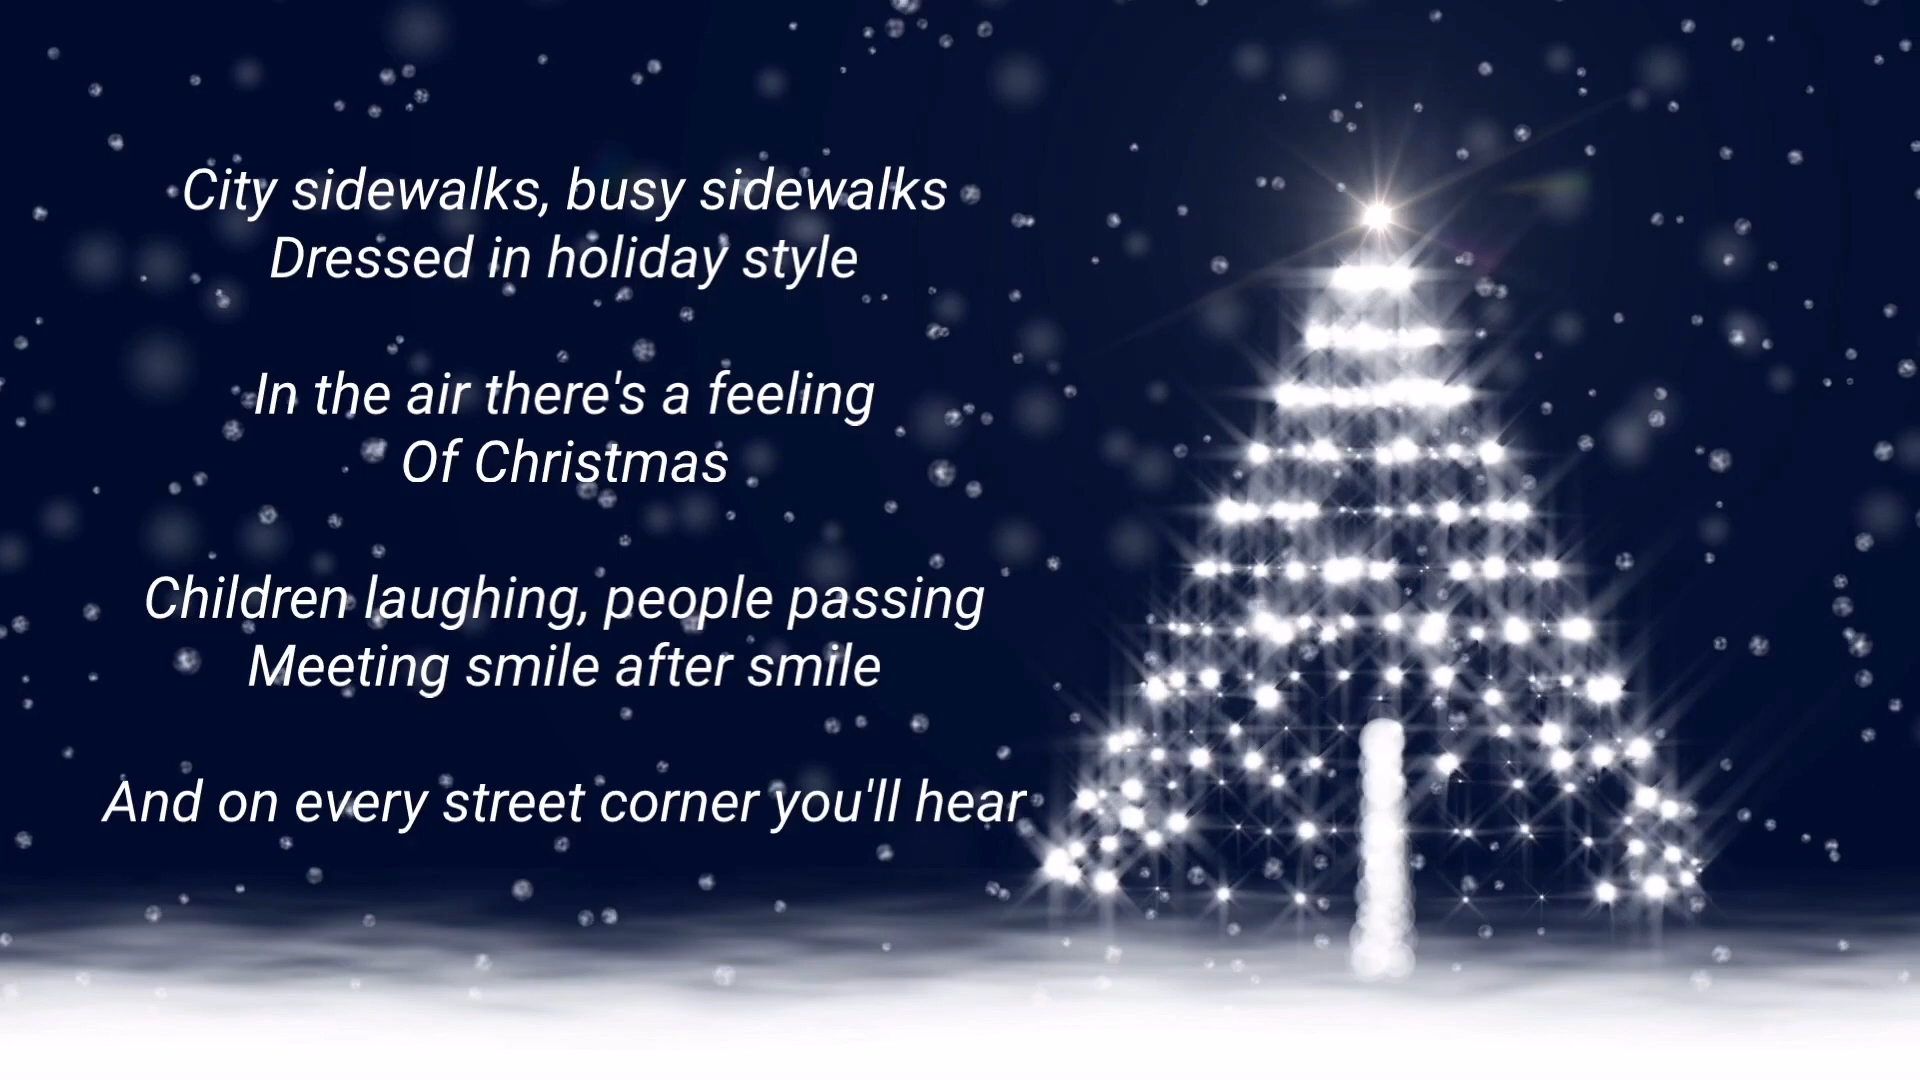 City sidewalks, busy sidewalks
Dressed in holiday style
In the air there's a feeling
Of Christmas
Children laughing, people passing
Meeting smile after smile
And on every street corner you'll hear